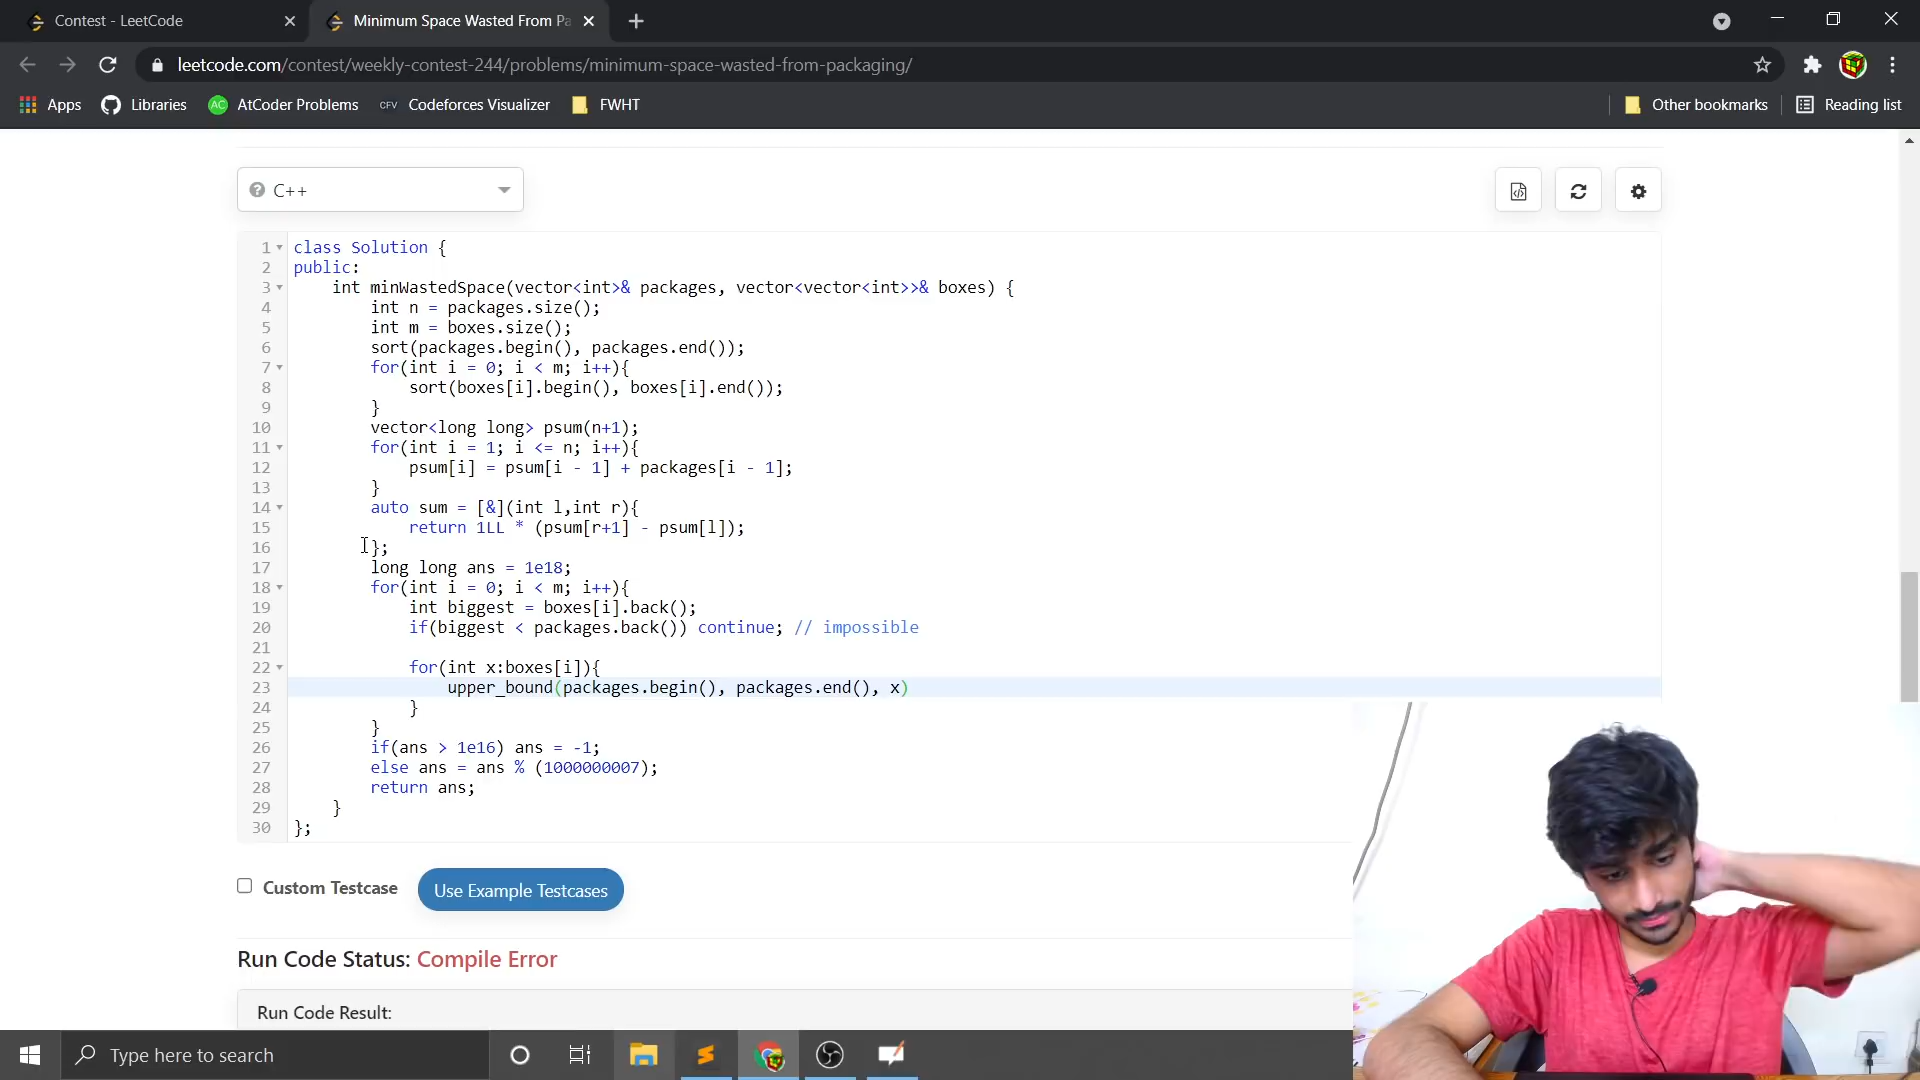 Contest - LeetCode
Minimum Space Wasted From Pa
leetcode.com/contest/weekly-contest-244/problems/minimum-space-wasted-from-packaging/
Apps
Libraries
AC
AtCoder Problems
CFV
Codeforces Visualizer
FWHT
Other bookmarks
Reading list
C++
1 class Solution {
2 public:
3     int minWastedSpace(vector<int>& packages, vector<vector<int>>& boxes) {
4         int n = packages.size();
5         int m = boxes.size();
6         sort(packages.begin(), packages.end());
7         for(int i = 0; i < m; i++){
8             sort(boxes[i].begin(), boxes[i].end());
9         }
10         vector<long long> psum(n+1);
11         for(int i = 1; i <= n; i++){
12             psum[i] = psum[i - 1] + packages[i - 1];
13         }
14         auto sum = [&](int l,int r){
15             return 1LL * (psum[r+1] - psum[l]);
16         };
17         long long ans = 1e18;
18         for(int i = 0; i < m; i++){
19             int biggest = boxes[i].back();
20             if(biggest < packages.back()) continue; // impossible
21
22             for(int x:boxes[i]){
23                 upper_bound(packages.begin(), packages.end(), x)
24             }
25         }
26         if(ans > 1e16) ans = -1;
27         else ans = ans % (1000000007);
28         return ans;
29     }
30 };
Custom Testcase
Use Example Testcases
Run Code Status: Compile Error
Run Code Result:
Type here to search